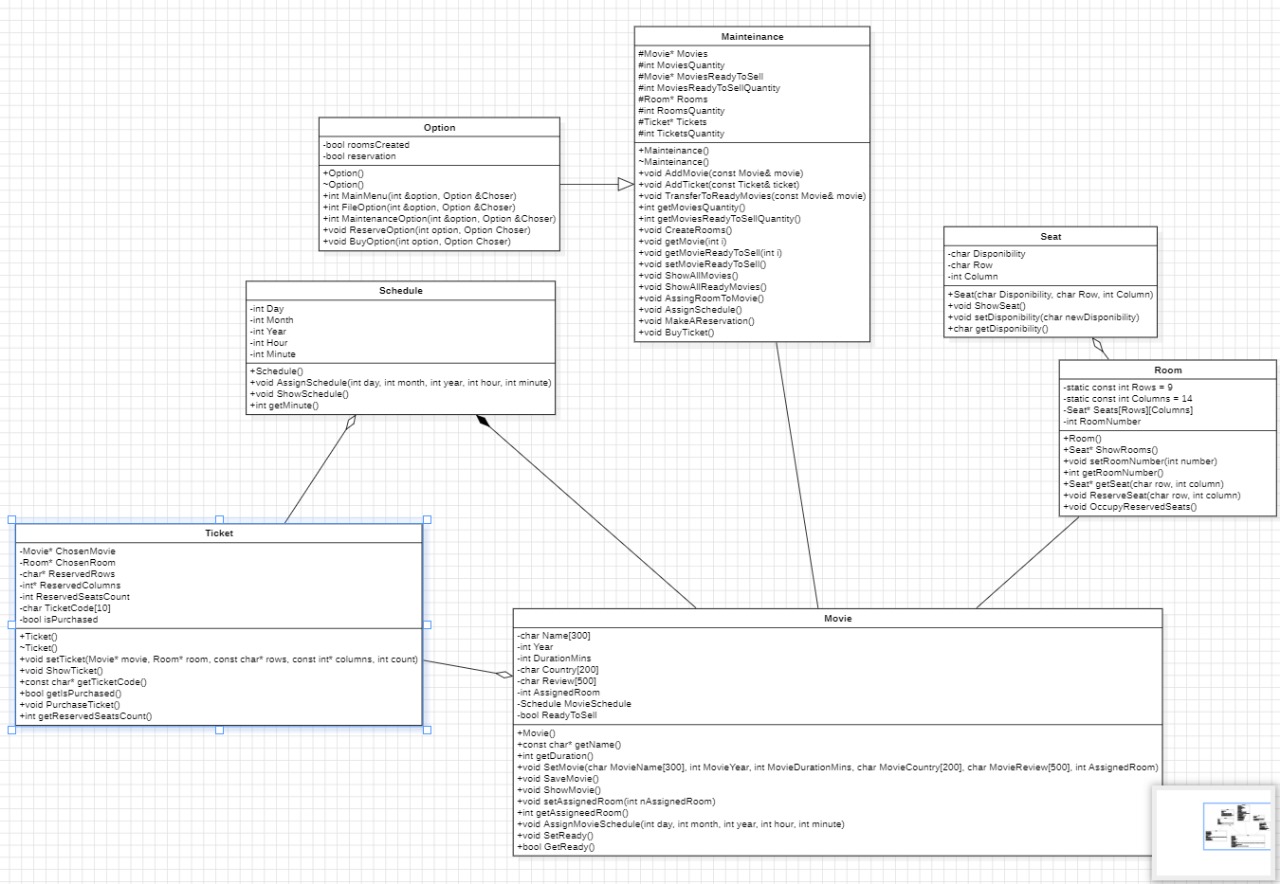 Mainteinance
#Movie* Movies
#int MoviesQuantity
#Movie* MoviesReadyToSell
#int MoviesReadyToSellQuantity
#Room* Rooms
#int RoomsQuantity
#Ticket* Tickets
#int TicketsQuantity
+Mainteinance()
~Mainteinance()
+void AddMovie(const Movie& movie)
+void AddTicket(const Ticket& ticket)
+void TransferToReadyMovies(const Movie& movie)
+int getMoviesQuantity()
+int getMoviesReadyToSellQuantity()
+void CreateRooms()
+void getMovie(int i)
+void getMovieReadyToSell(int i)
+void setMovieReadyToSell()
+void ShowAllMovies()
+void ShowAllReadyMovies()
+void AssingRoomToMovie()
+void AssignSchedule()
+void MakeAReservation()
+void BuyTicket()
Option
-bool roomsCreated
-bool reservation
+Option()
~Option()
+int MainMenu(int &option, Option &Choser)
+int FileOption(int &option, Option &Choser)
+int MaintenanceOption(int &option, Option &Choser)
+void ReserveOption(int option, Option Choser)
+void BuyOption(int option, Option Choser)
Seat
-char Disponibility
-char Row
-int Column
+Seat(char Disponibility, char Row, int Column)
+void ShowSeat()
+void setDisponibility(char newDisponibility)
+char getDisponibility()
Schedule
-int Day
-int Month
-int Year
-int Hour
-int Minute
+Schedule()
+void AssignSchedule(int day, int month, int year, int hour, int minute)
+void ShowSchedule()
+int getMinute()
Room
-static const int Rows = 9
-static const int Columns = 14
-Seat* Seats[Rows][Columns]
-int RoomNumber
+Room()
+Seat* ShowRooms()
+void setRoomNumber(int number)
+int getRoomNumber()
+Seat* getSeat(char row, int column)
+void ReserveSeat(char row, int column)
+void OccupyReservedSeats()
Ticket
-Movie* ChosenMovie
-Room* ChosenRoom
-char* ReservedRows
-int* ReservedColumns
-int ReservedSeatsCount
-char TicketCode[10]
-bool isPurchased
+Ticket()
~Ticket()
+void setTicket(Movie* movie, Room* room, const char* rows, const int* columns, int count)
+void ShowTicket()
+const char* getTicketCode()
+bool getIsPurchased()
+void PurchaseTicket()
+int getReservedSeatsCount()
Movie
-char Name[300]
-int Year
-int DurationMins
-char Country[200]
-char Review[500]
-int AssignedRoom
-Schedule MovieSchedule
-bool ReadyToSell
+Movie()
+const char* getName()
+int getDuration()
+void SetMovie(char MovieName[300], int MovieYear, int MovieDurationMins, char MovieCountry[200], char MovieReview[500], int AssignedRoom)
+void SaveMovie()
+void ShowMovie()
+void setAssignedRoom(int nAssignedRoom)
+int getAssigneedRoom()
+void AssignMovieSchedule(int day, int month, int year, int hour, int minute)
+void SetReady()
+bool GetReady()